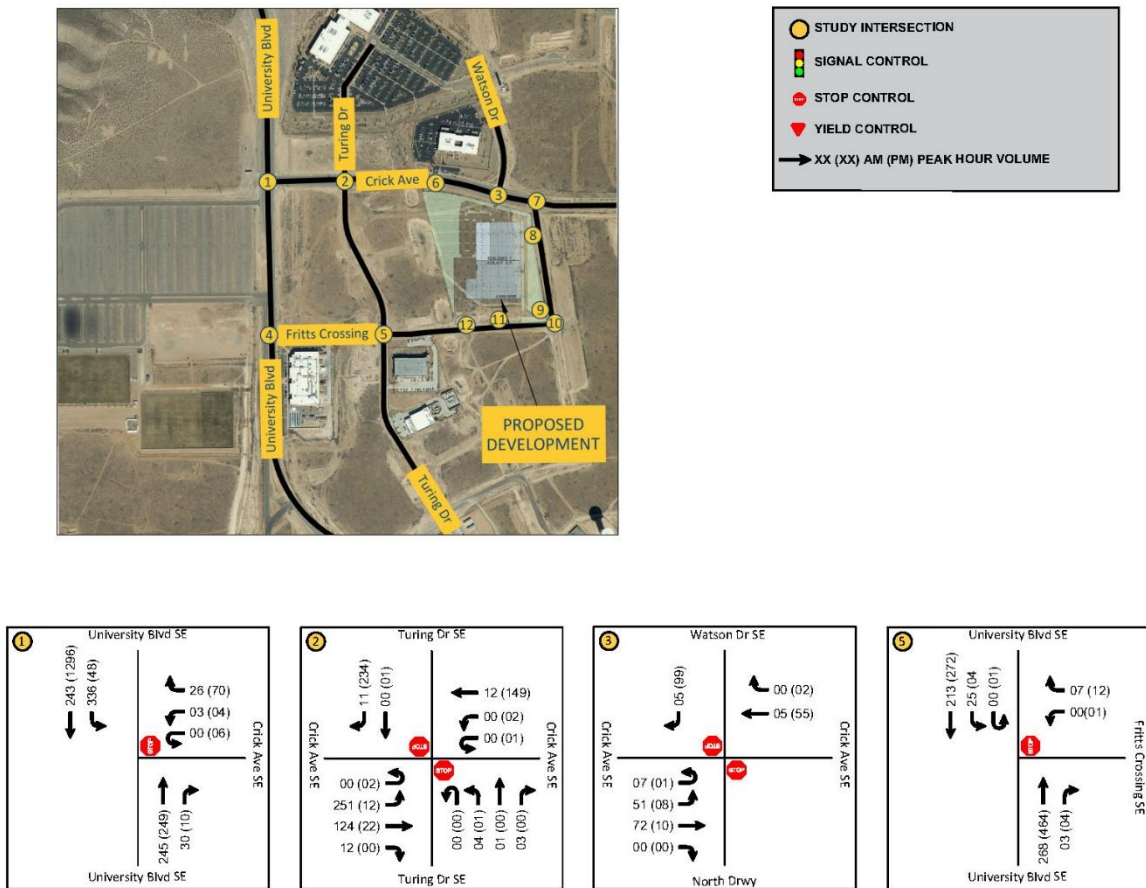 University Blvd
Turing Dr
Watson Dr
1
2
Crick Ave
6
3
7
8
9
10
11
12
4
Fritts Crossing
5
University Blvd
PROPOSED
DEVELOPMENT
Turing Dr
STUDY INTERSECTION
SIGNAL CONTROL
STOP
STOP CONTROL
YIELD CONTROL
XX (XX) AM (PM) PEAK HOUR VOLUME
1
University Blvd SE
243 (1296)
336 (48)
26 (70)
03 (04)
00 (06)
STOP
Crick Ave SE
245 (249)
30 (10)
University Blvd SE
2
Turing Dr SE
11 (234)
00 (01)
12 (149)
00 (02)
00 (01)
Crick Ave SE
STOP
STOP
Crick Ave SE
00 (02)
251 (12)
124 (22)
12 (00)
00 (00)
04 (01)
01 (00)
03 (00)
Turing Dr SE
3
Watson Dr SE
05 (99)
00 (02)
05 (55)
Crick Ave SE
STOP
STOP
Crick Ave SE
07 (01)
51 (08)
72 (10)
00 (00)
North Drwy
5
University Blvd SE
213 (272)
25 (04
00 (01)
07 (12)
00(01)
STOP
Fritts Crossing SE
268 (464)
03 (04)
University Blvd SE